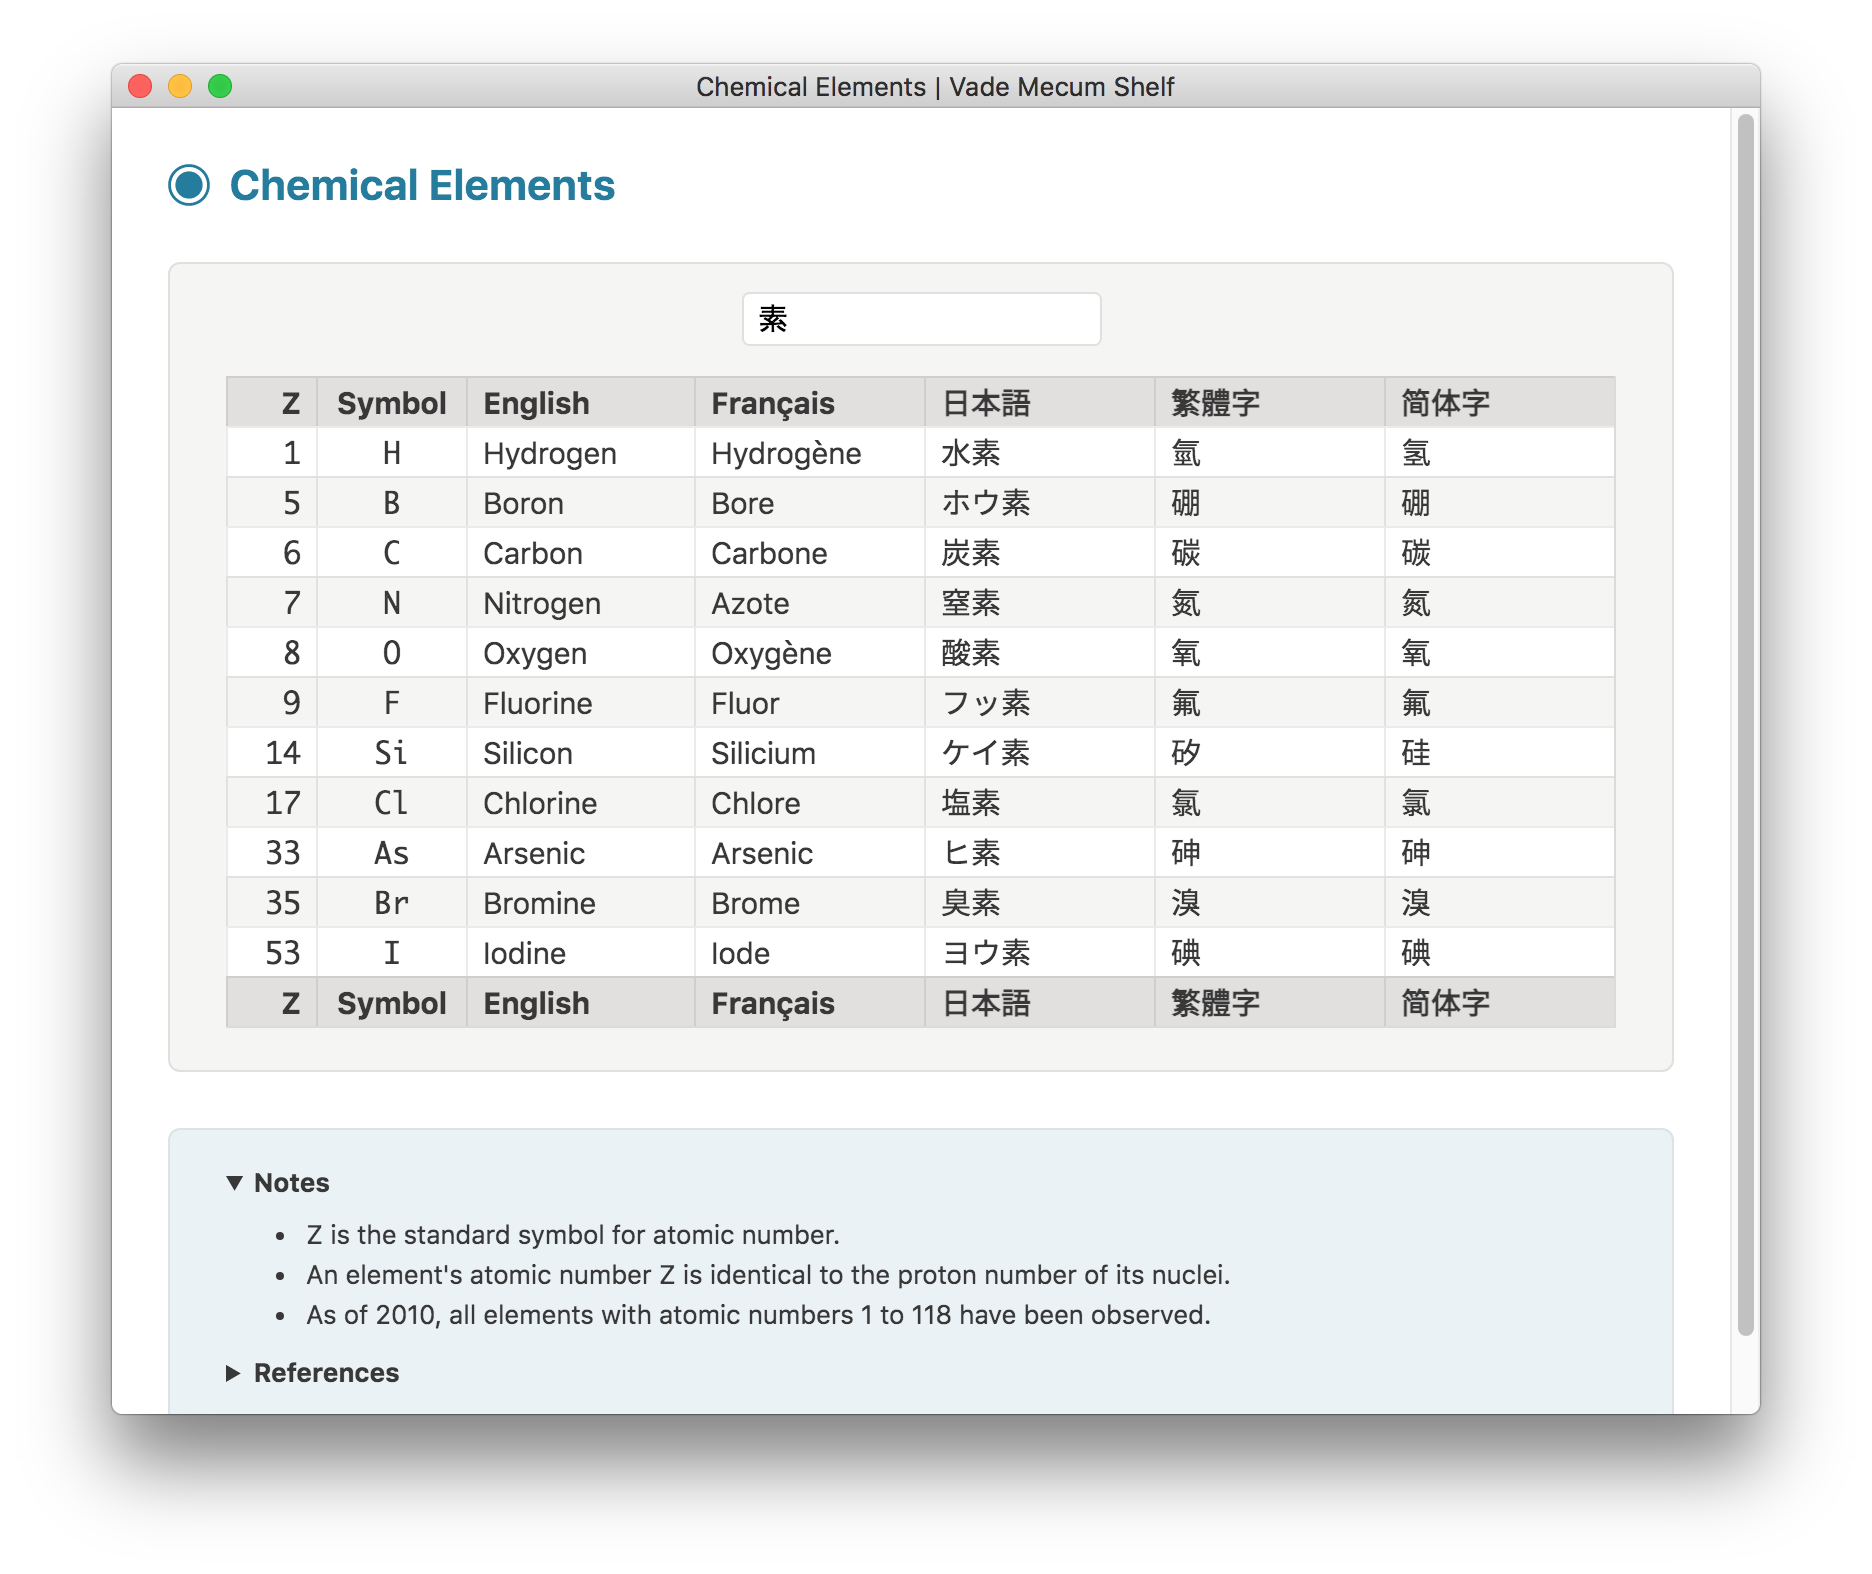 Chemical Elements | Vade Mecum Shelf
Chemical Elements
素
Z Symbol English Français 日本語 繁體字 简体字
1 H Hydrogen Hydrogène 水素 氫 氢
5 B Boron Bore ホウ素 硼 硼
6 C Carbon Carbone 炭素 碳 碳
7 N Nitrogen Azote 窒素 氮 氮
8 O Oxygen Oxygène 酸素 氧 氧
9 F Fluorine Fluor フッ素 氟 氟
14 Si Silicon Silicium ケイ素 矽 硅
17 Cl Chlorine Chlore 塩素 氯 氯
33 As Arsenic Arsenic ヒ素 砷 砷
35 Br Bromine Brome 臭素 溴 溴
53 I Iodine Iode ヨウ素 碘 碘
Z Symbol English Français 日本語 繁體字 简体字
▼ Notes
• Z is the standard symbol for atomic number.
• An element's atomic number Z is identical to the proton number of its nuclei.
• As of 2010, all elements with atomic numbers 1 to 118 have been observed.
▶ References